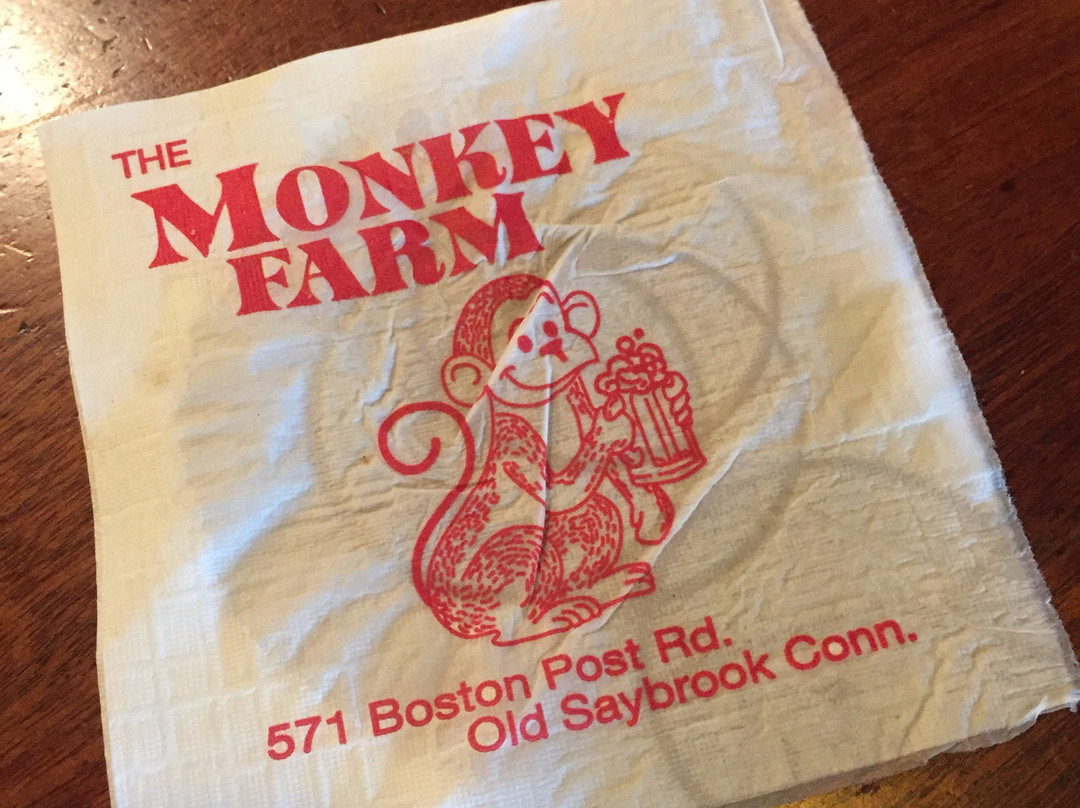 THE
MONKEY
FARM
571 Boston Post Rd.
Old Saybrook Conn.